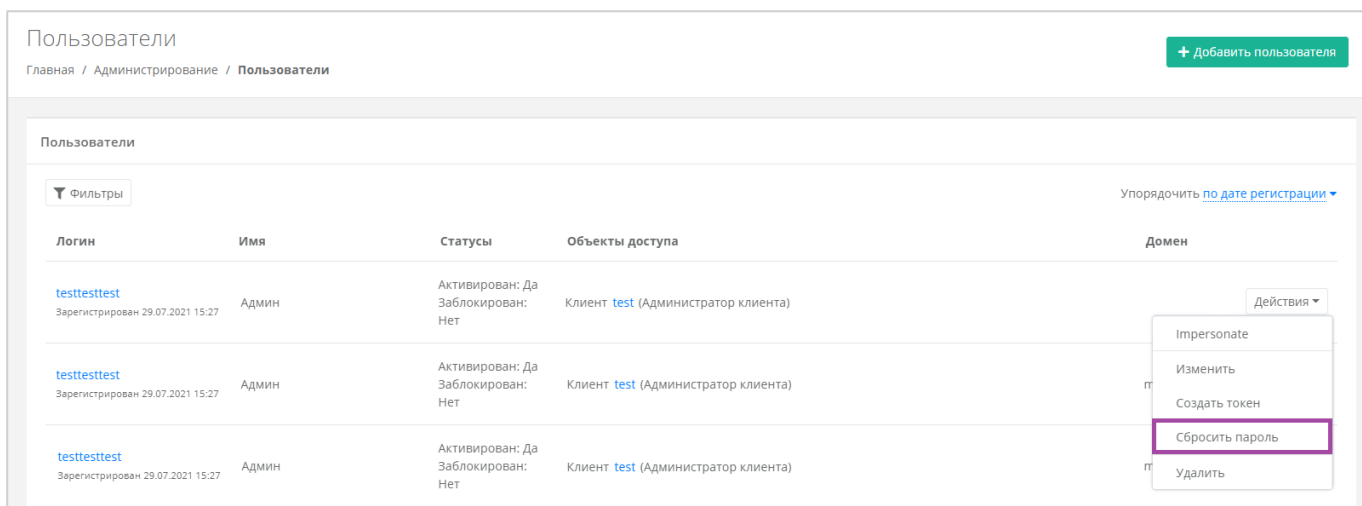 Пользователи
+ Добавить пользователя
Главная / Администрирование / Пользователи
Пользователи
Фильтры
Упорядочить по дате регистрации
Логин Имя Статусы Объекты доступа Домен
testtesttest
Зарегистрирован 29.07.2021 15:27
Админ
Активирован: Да
Заблокирован:
Нет
Клиент test (Администратор клиента)
Действия
Impersonate
Изменить
Создать токен
Сбросить пароль
Удалить
testtesttest
Зарегистрирован 29.07.2021 15:27
Админ
Активирован: Да
Заблокирован:
Нет
Клиент test (Администратор клиента)
testtesttest
Зарегистрирован 29.07.2021 15:27
Админ
Активирован: Да
Заблокирован:
Нет
Клиент test (Администратор клиента)